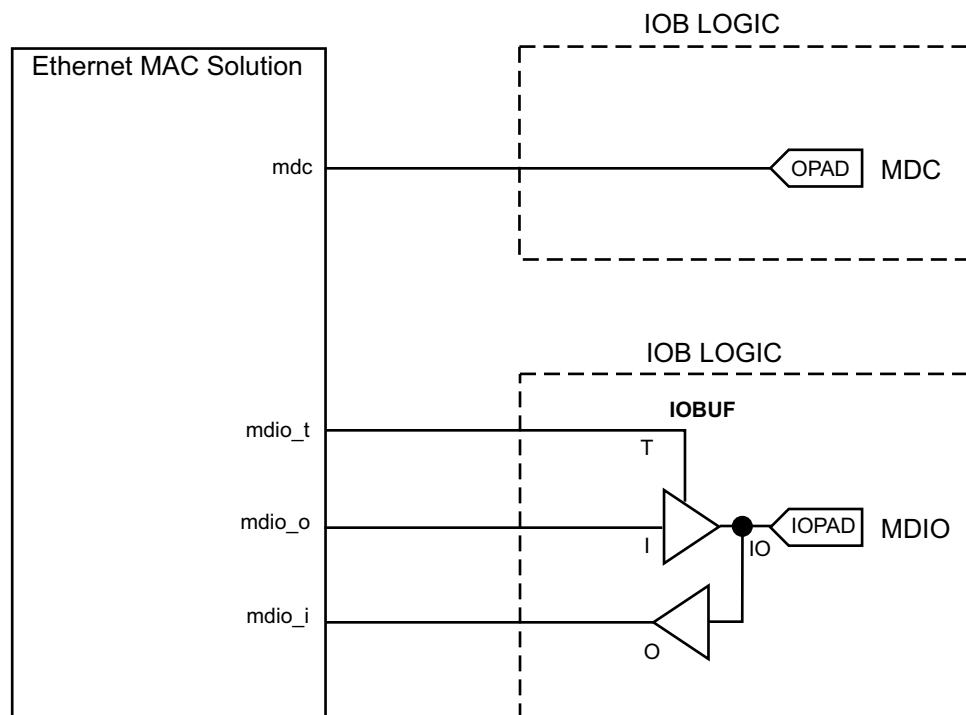 IOB LOGIC
Ethernet MAC Solution
mdc
OPAD
MDC
IOB LOGIC
IOBUF
mdio_t
T
mdio_o
I
IOPAD
MDIO
IO
mdio_i
O